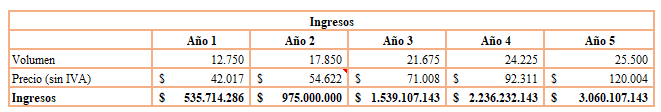 Ingresos
Año 1 Año 2 Año 3 Año 4 Año 5
Volumen 12.750 17.850 21.675 24.225 25.500
Precio (sin IVA) $ 42.017 $ 54.622 $ 71.008 $ 92.311 $ 120.004
Ingresos $ 535.714.286 $ 975.000.000 $ 1.539.107.143 $ 2.236.232.143 $ 3.060.107.143